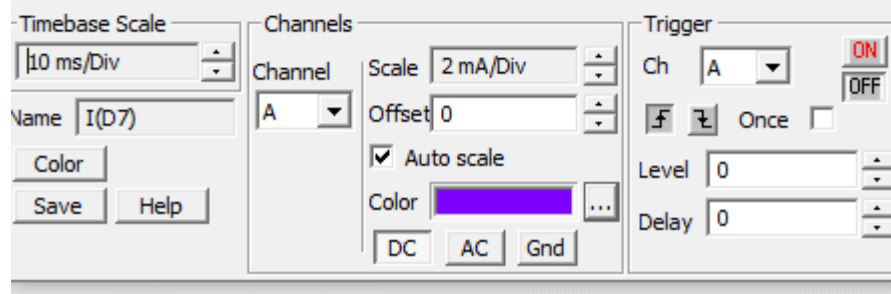 Timebase Scale
10 ms/Div
Name I(D7)
Color
Save Help
Channels
Channel
A
Scale 2 mA/Div
Offset 0
Auto scale
Color ...
DC AC Gnd
Trigger
Ch A
ON
OFF
Once
Level 0
Delay 0